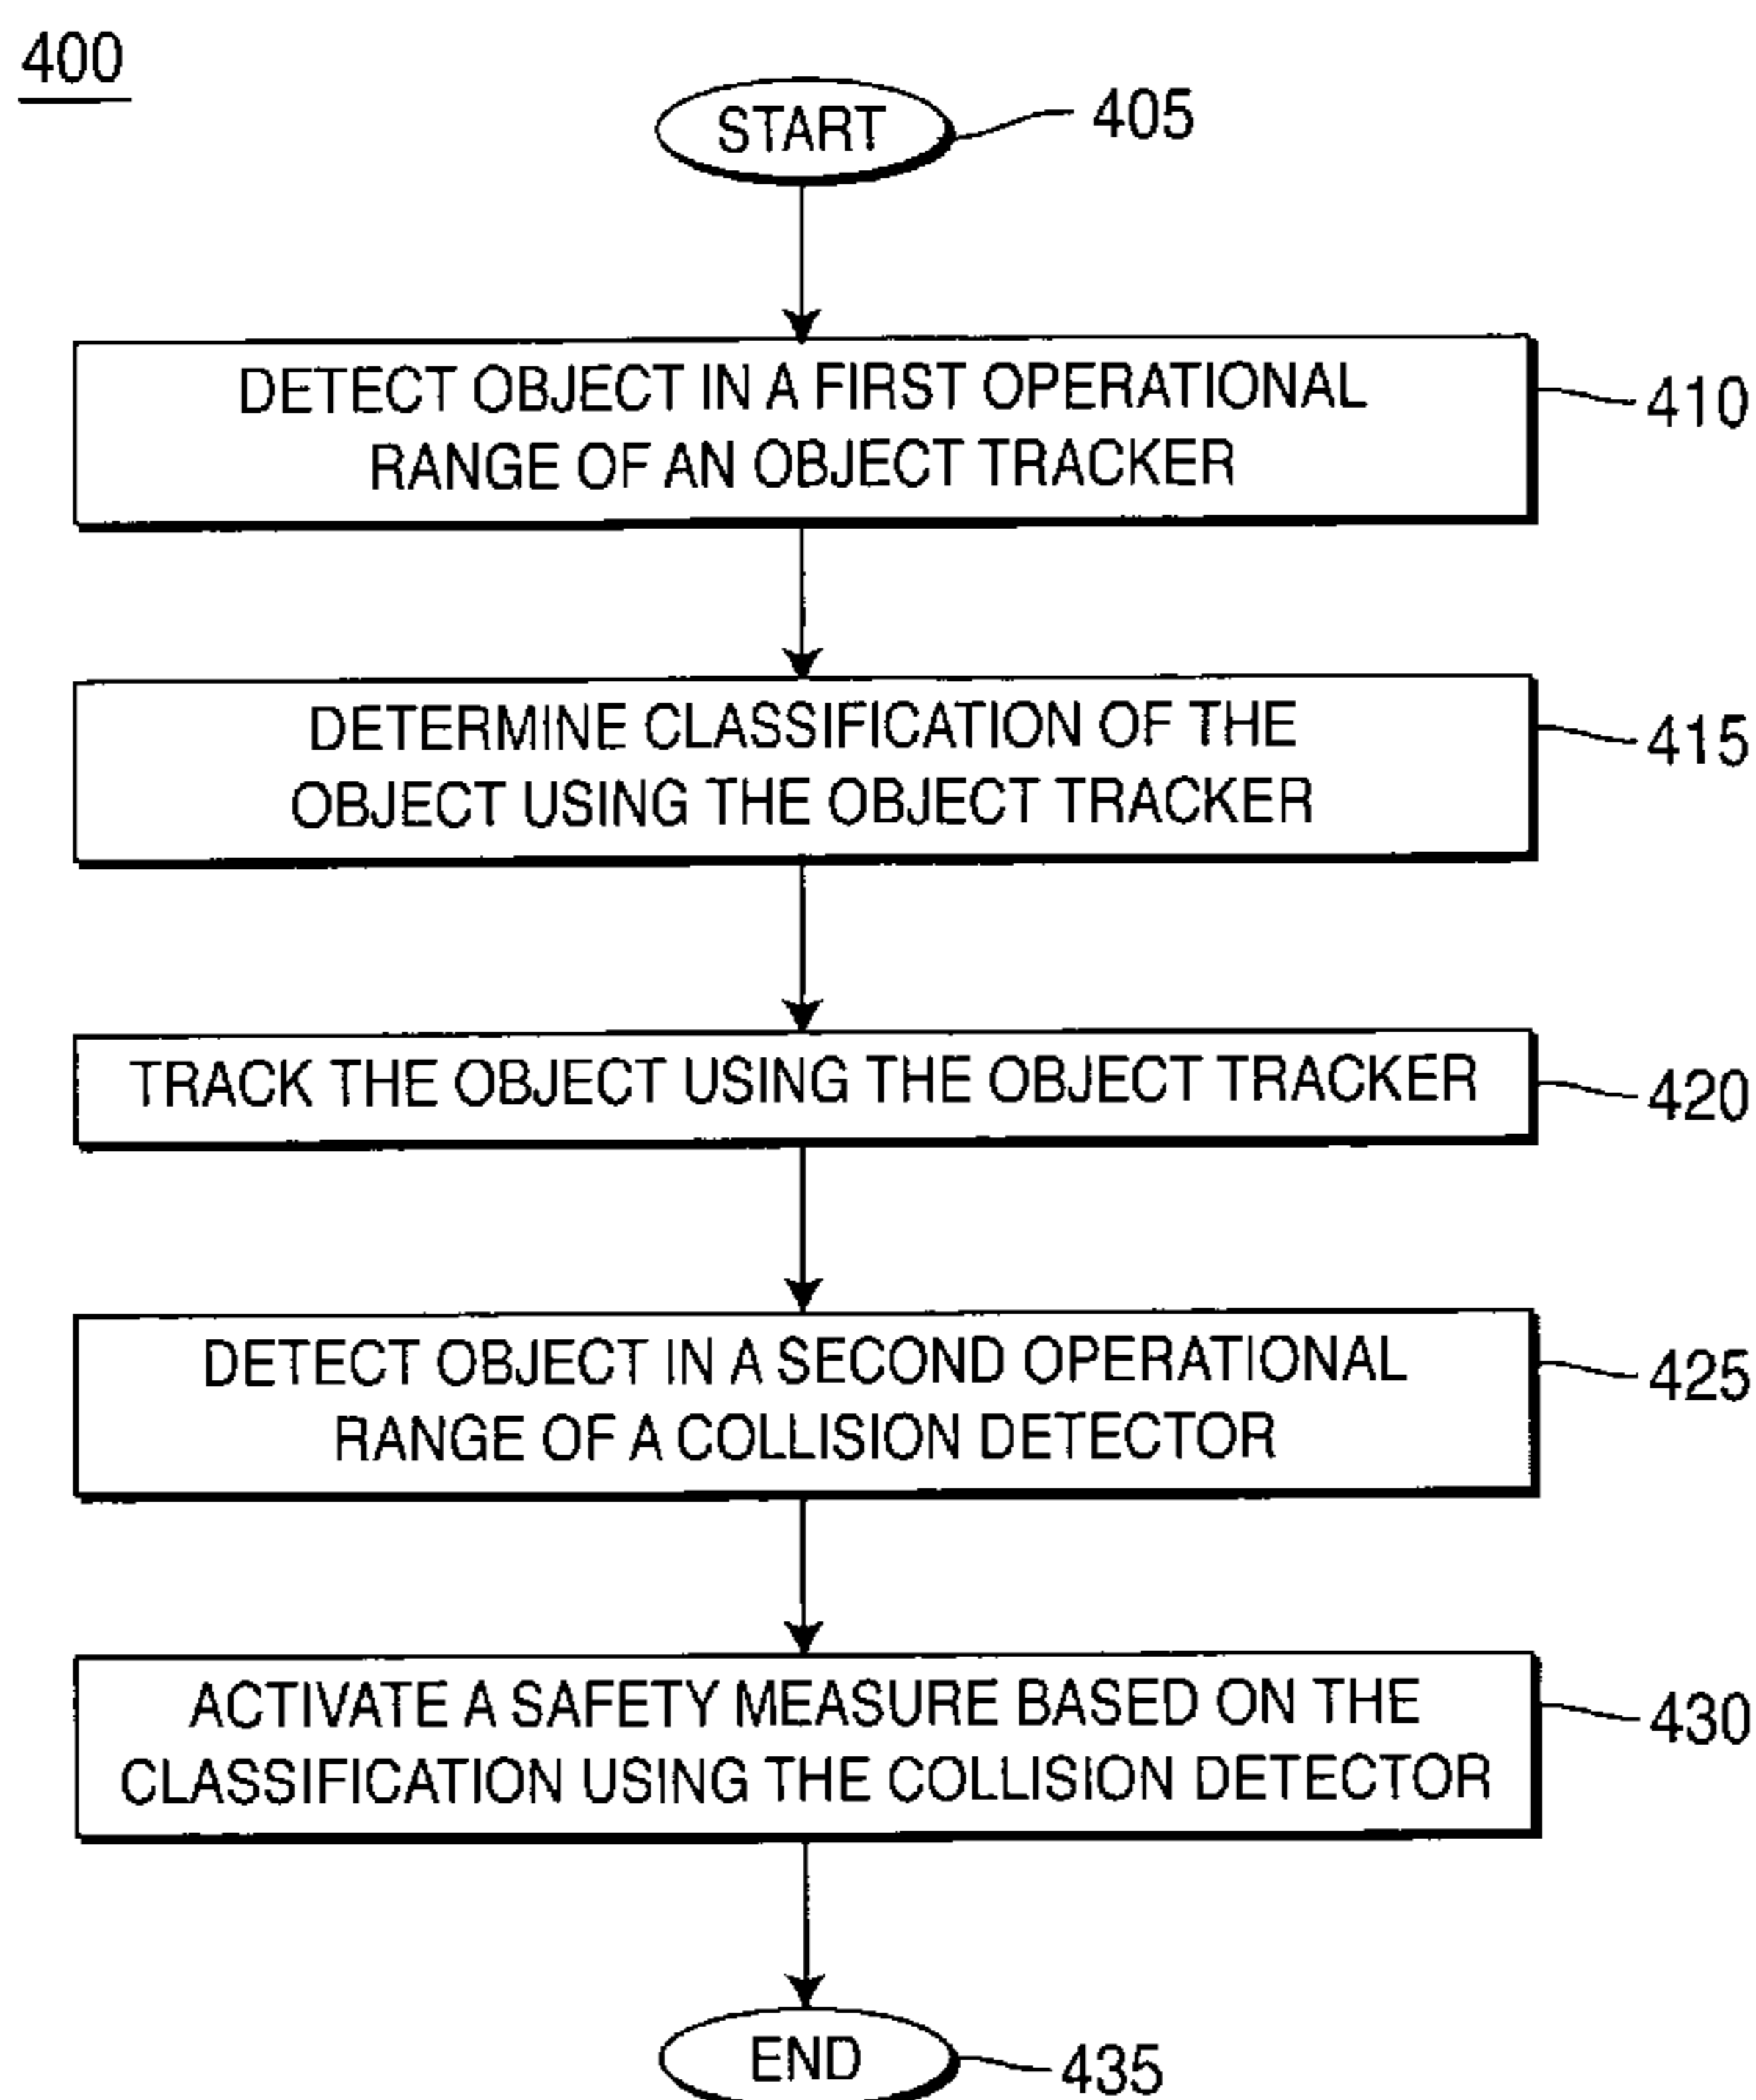 400
START
405
DETECT OBJECT IN A FIRST OPERATIONAL
RANGE OF AN OBJECT TRACKER
410
DETERMINE CLASSIFICATION OF THE
OBJECT USING THE OBJECT TRACKER
415
TRACK THE OBJECT USING THE OBJECT TRACKER
420
DETECT OBJECT IN A SECOND OPERATIONAL
RANGE OF A COLLISION DETECTOR
425
ACTIVATE A SAFETY MEASURE BASED ON THE
CLASSIFICATION USING THE COLLISION DETECTOR
430
END
435